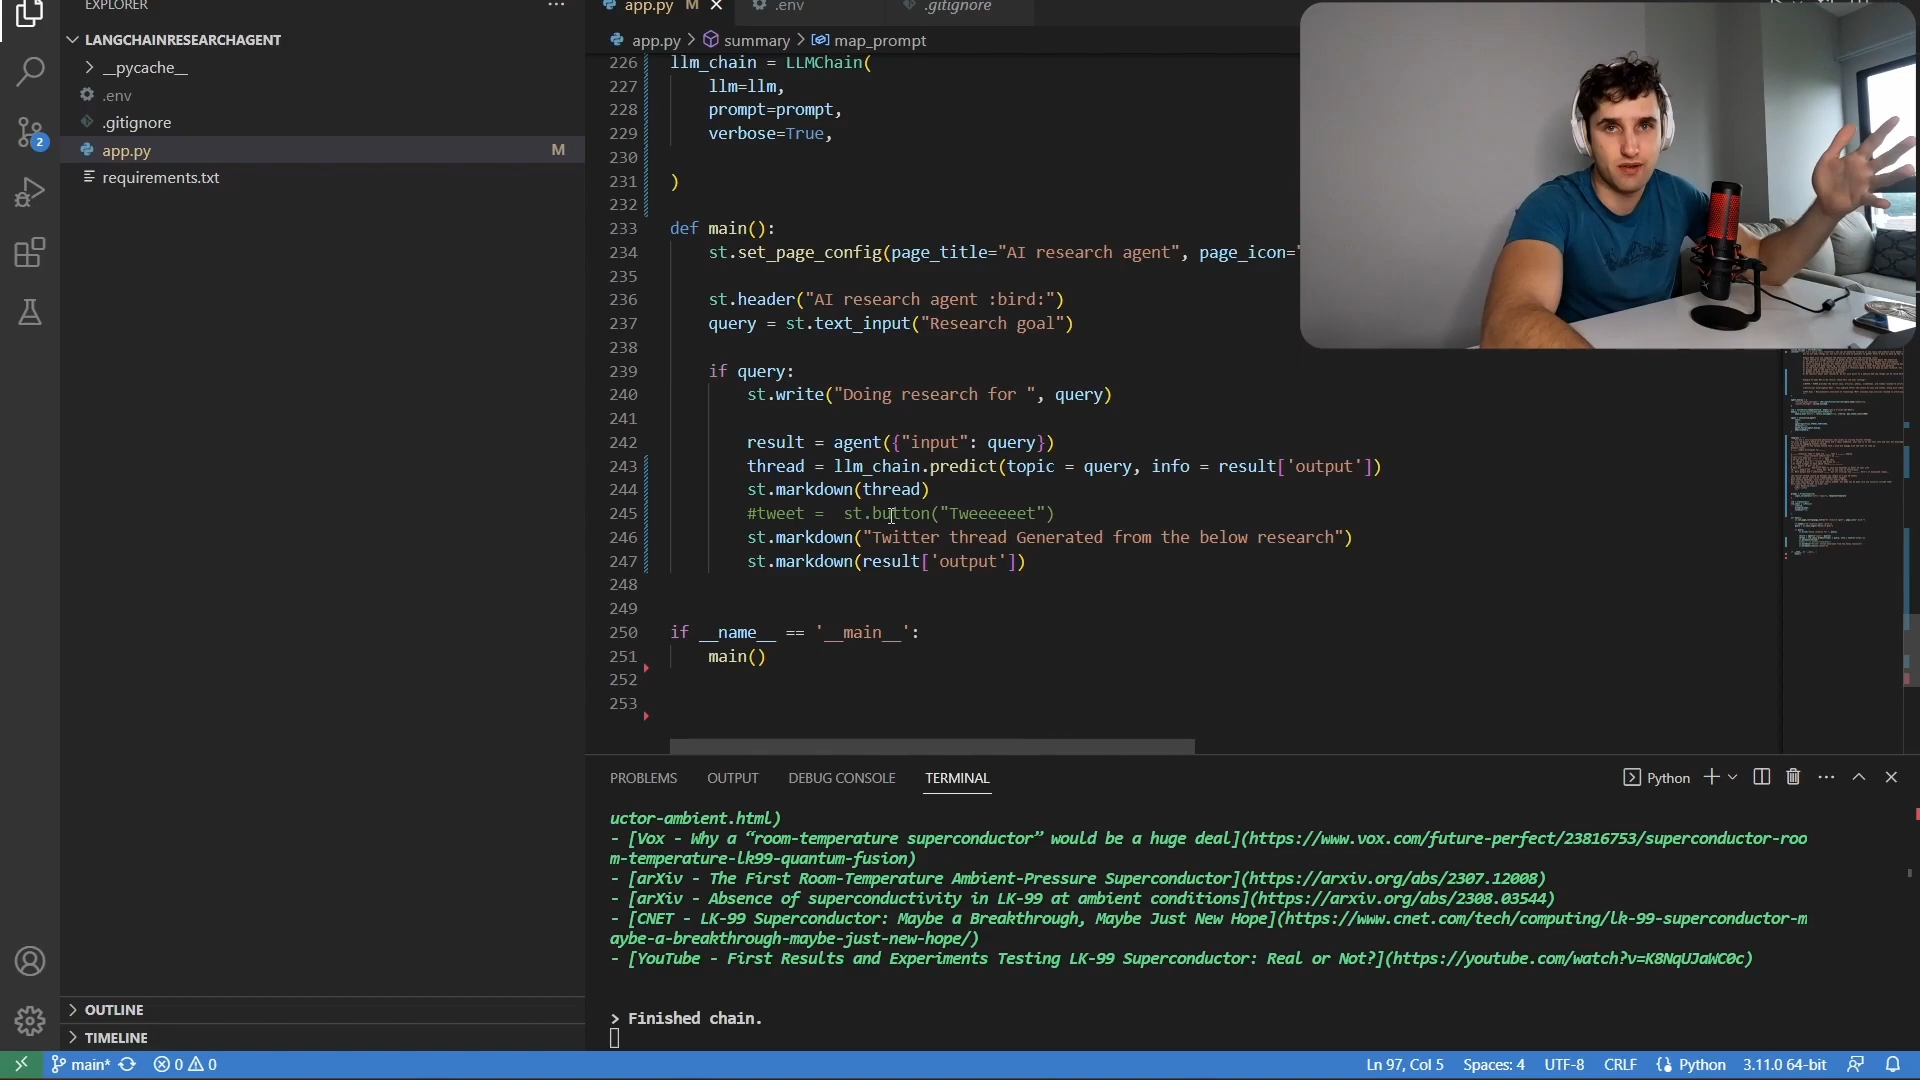 EXPLORER
···
LANGCHAINRESEARCHAGENT
__pycache__
.env
.gitignore
app.py M
requirements.txt
2
OUTLINE
TIMELINE
app.py M
.env
.gitignore
app.py > summary > map_prompt
226 llm_chain = LLMChain(
227 llm=llm,
228 prompt=prompt,
229 verbose=True,
230
231 )
232
233 def main():
234 st.set_page_config(page_title="AI research agent", page_icon="
235
236 st.header("AI research agent :bird:")
237 query = st.text_input("Research goal")
238
239 if query:
240 st.write("Doing research for ", query)
241
242 result = agent({"input": query})
243 thread = llm_chain.predict(topic = query, info = result['output'])
244 st.markdown(thread)
245 #tweet =  st.button("Tweeeeeet")
246 st.markdown("Twitter thread Generated from the below research")
247 st.markdown(result['output'])
248
249
250 if __name__ == '__main__':
251 main()
252
253
PROBLEMS OUTPUT DEBUG CONSOLE TERMINAL
Python
uctor-ambient.html)
- [Vox - Why a “room-temperature superconductor” would be a huge deal](https://www.vox.com/future-perfect/23816753/superconductor-roo
m-temperature-lk99-quantum-fusion)
- [arXiv - The First Room-Temperature Ambient-Pressure Superconductor](https://arxiv.org/abs/2307.12008)
- [arXiv - Absence of superconductivity in LK-99 at ambient conditions](https://arxiv.org/abs/2308.03544)
- [CNET - LK-99 Superconductor: Maybe a Breakthrough, Maybe Just New Hope](https://www.cnet.com/tech/computing/lk-99-superconductor-m
aybe-a-breakthrough-maybe-just-new-hope/)
- [YouTube - First Results and Experiments Testing LK-99 Superconductor: Real or Not?](https://youtube.com/watch?v=K8NqUJaWC0c)
> Finished chain.
main* 0 0 Ln 97, Col 5 Spaces: 4 UTF-8 CRLF Python 3.11.0 64-bit